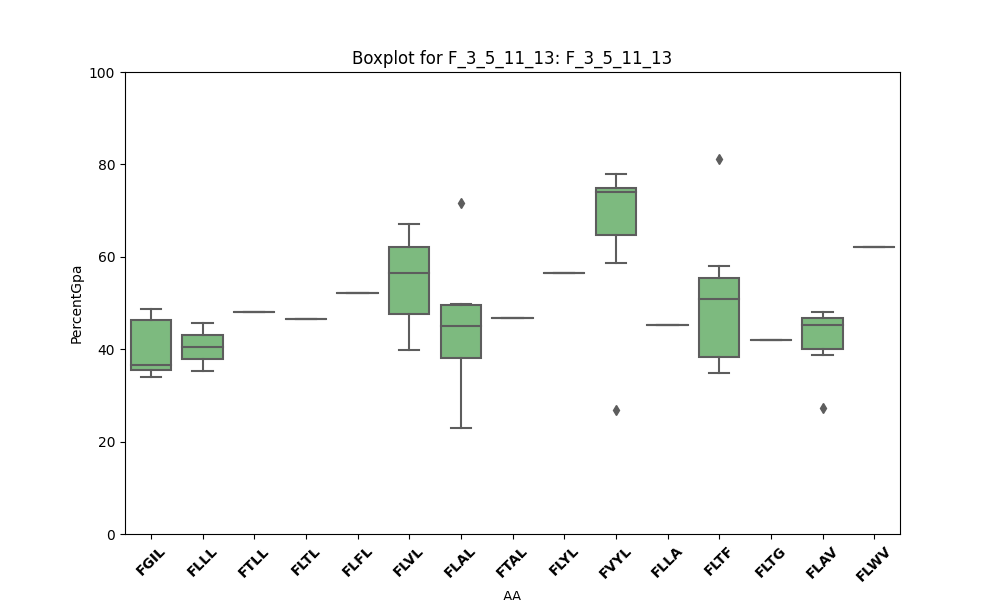 Boxplot for F_3_5_11_13: F_3_5_11_13
100
80
60
40
20
0
PercentGpa
FGIL
FLLL
FTLL
FLTL
FLFL
FLVL
FLAL
FTAL
FLYL
FVYL
FLLA
FLTF
FLTG
FLAV
FLWV
AA